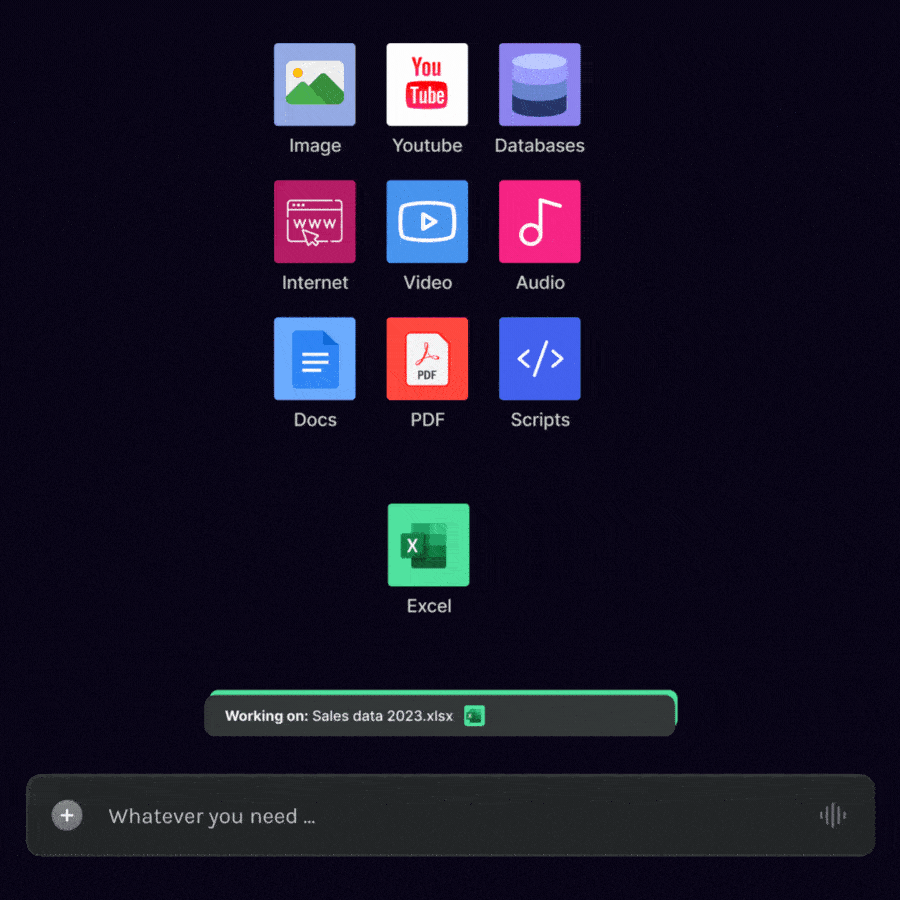 You
Tube
Image Youtube Databases
www
Internet Video Audio
PDF
Docs PDF Scripts
X
Excel
Working on: Sales data 2023.xlsx
Whatever you need ...